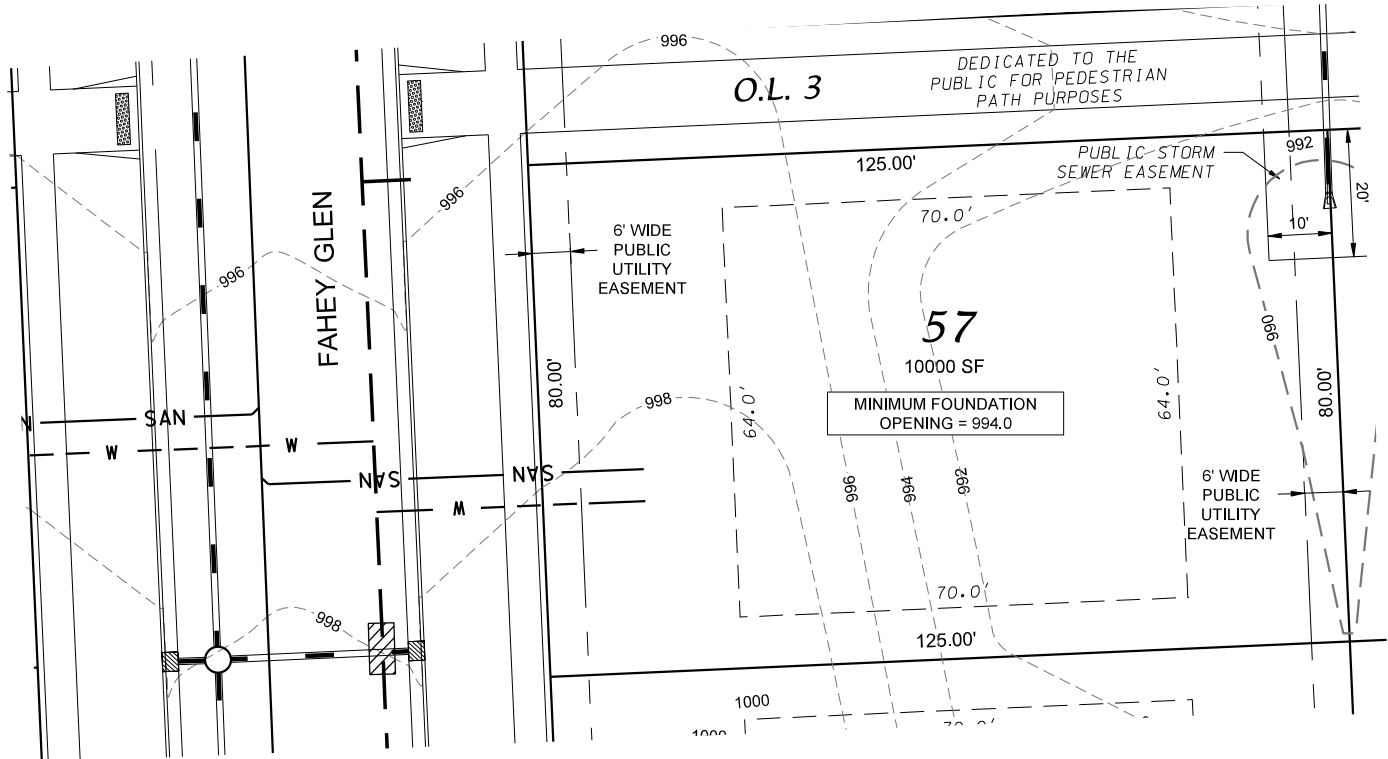 996
O.L. 3
DEDICATED TO THE
PUBLIC FOR PEDESTRIAN
PATH PURPOSES
125.00'
PUBLIC STORM
SEWER EASEMENT
992
20'
10'
996
996
FAHEY GLEN
6' WIDE
PUBLIC
UTILITY
EASEMENT
70.0'
57
10000 SF
MINIMUM FOUNDATION
OPENING = 994.0
990
80.00'
64.0'
64.0'
80.00'
998
SAN
W
W
SAN
SAN
W
996
994
992
6' WIDE
PUBLIC
UTILITY
EASEMENT
70.0'
998
125.00'
1000